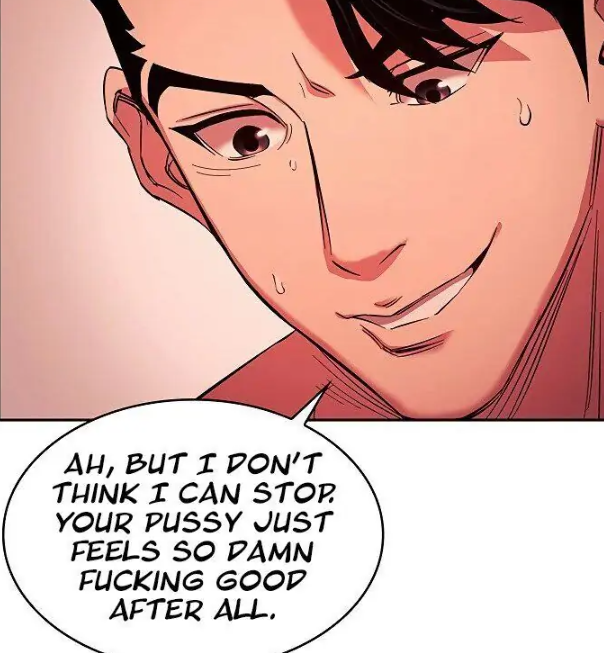 AH, BUT I DON'T
THINK I CAN STOP.
YOUR PUSSY JUST
FEELS SO DAMN
FUCKING GOOD
AFTER ALL.